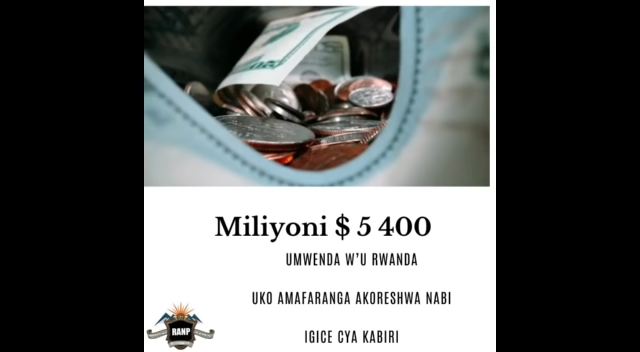 Miliyoni $ 5 400
UMWENDA W'U RWANDA
UKO AMAFARANGA AKORESHWA NABI
IGICE CYA KABIRI
RANP